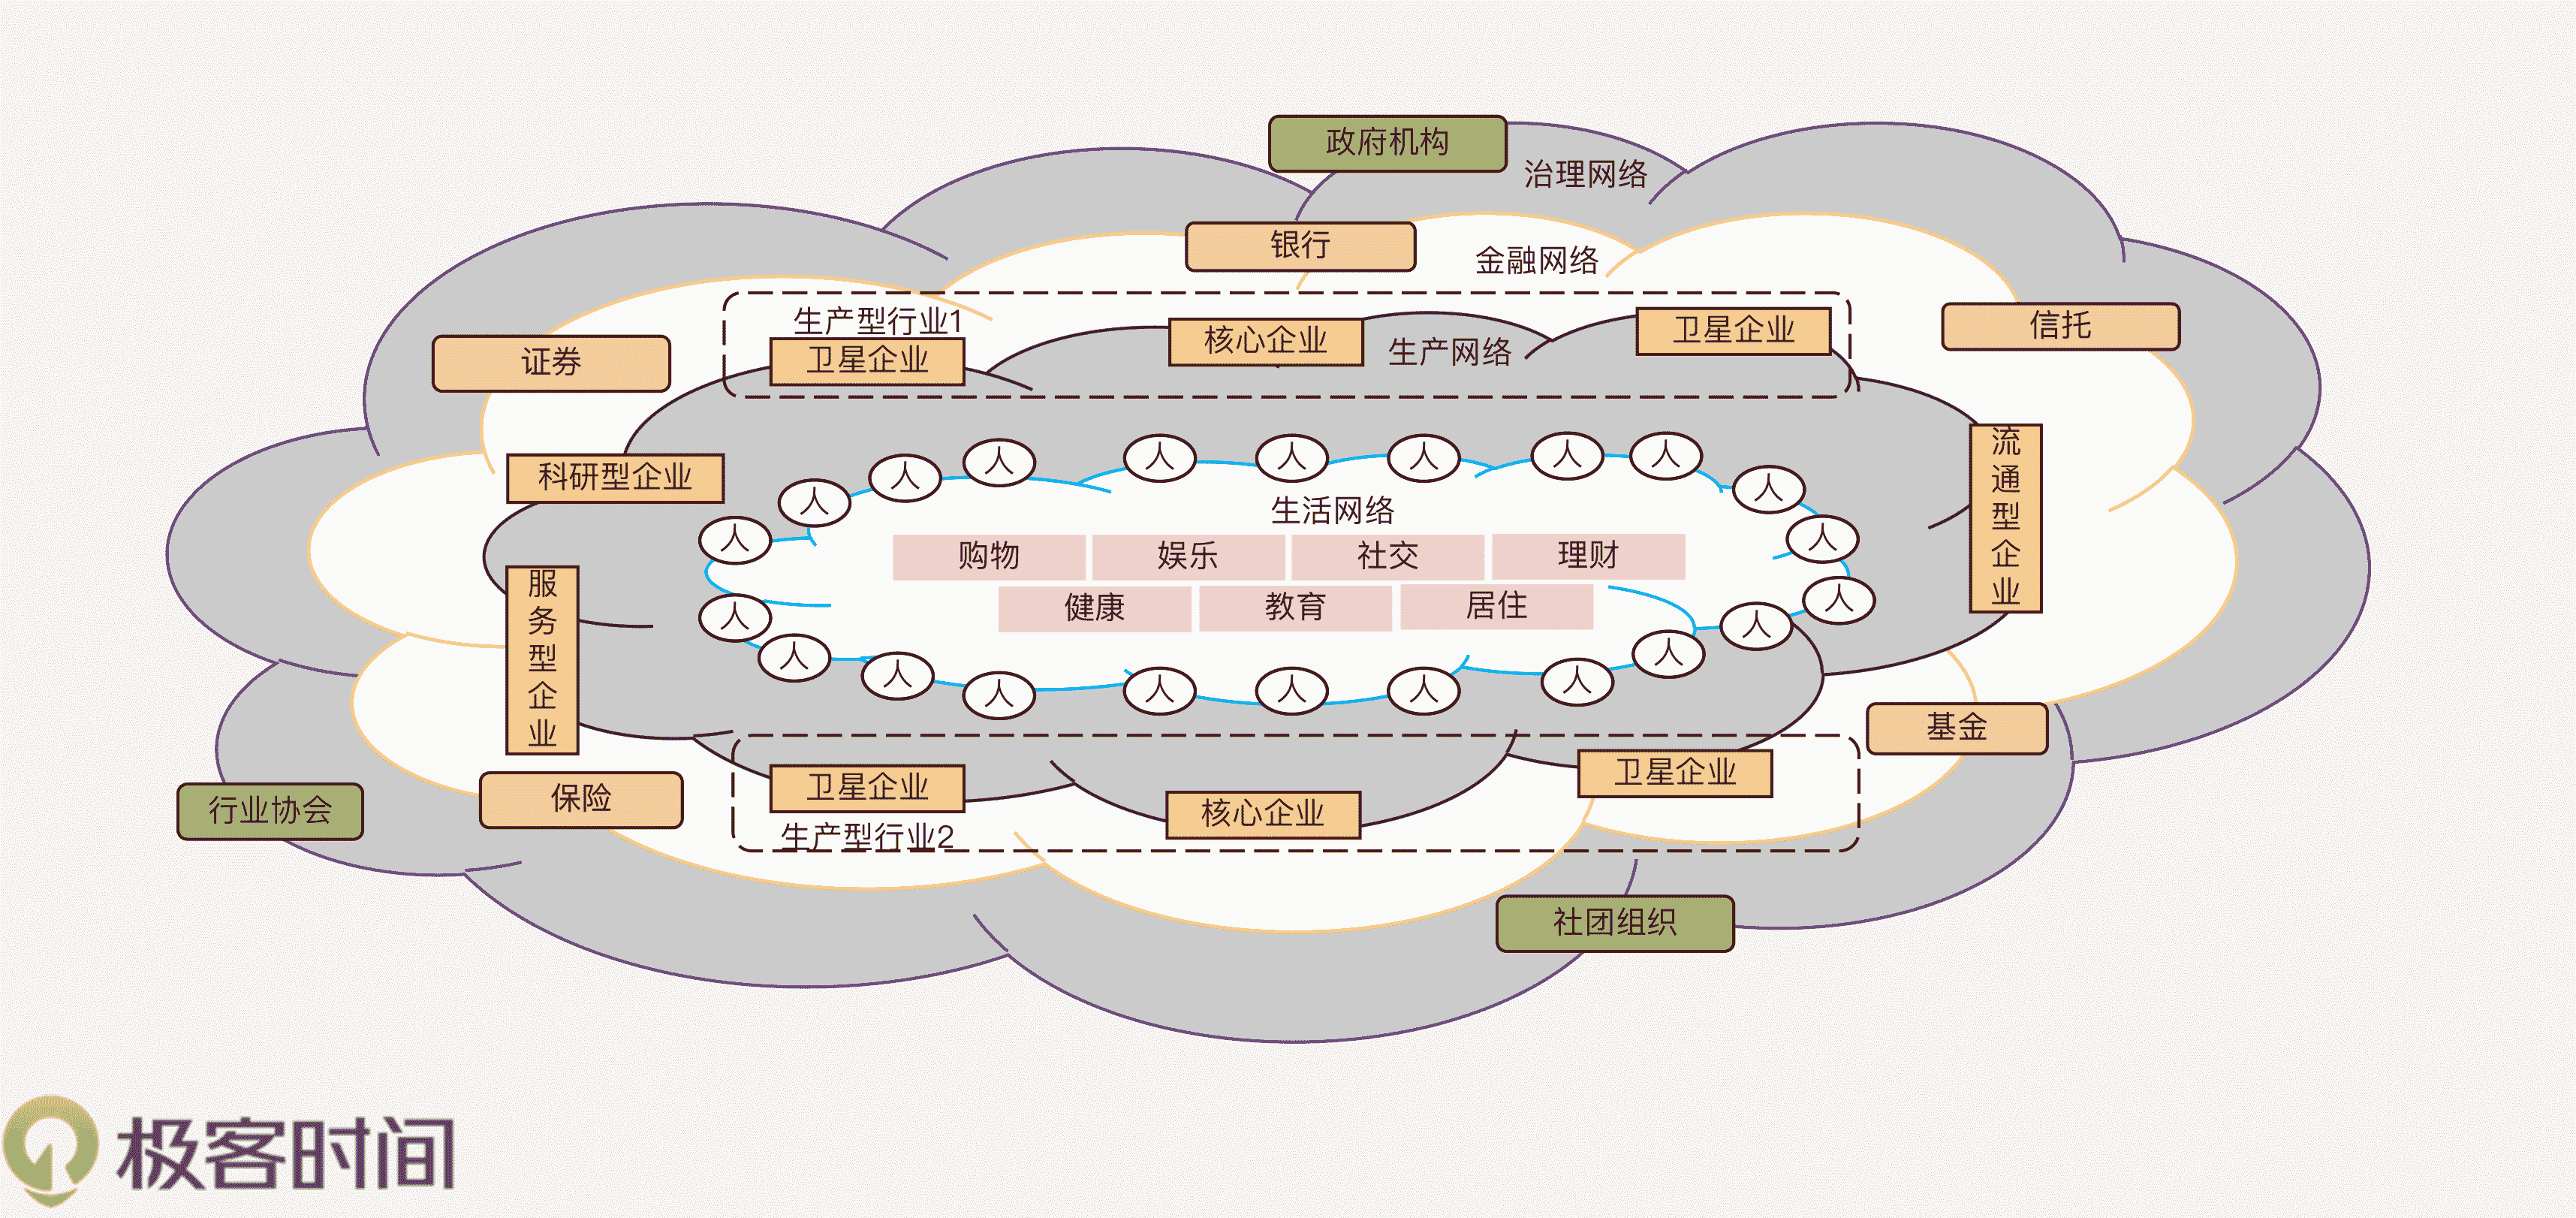 政府机构
治理网络
银行
金融网络
生产型行业1
信托
证券
卫星企业
核心企业
生产网络
卫星企业
科研型企业
流通型企业
人
人
人
人
人
人
人
人
人
人
人
人
生活网络
购物
娱乐
社交
理财
健康
教育
居住
服务型企业
人
人
人
人
人
人
人
人
人
人
基金
行业协会
保险
卫星企业
核心企业
卫星企业
生产型行业2
社团组织
极客时间